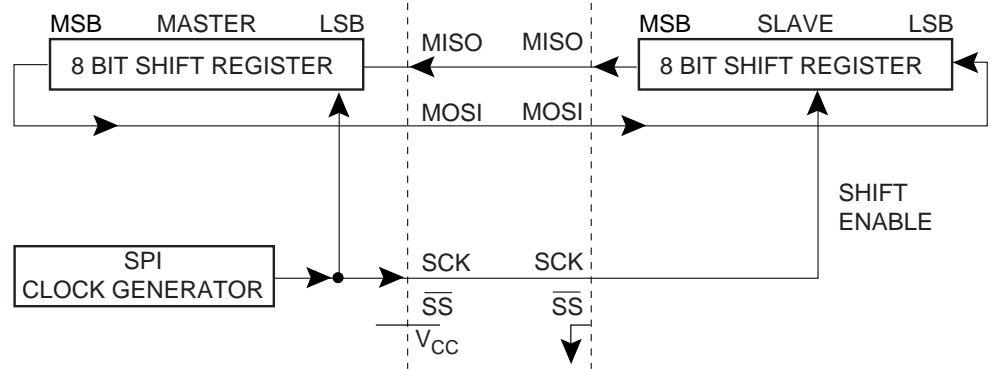 MSB MASTER LSB
8 BIT SHIFT REGISTER
MISO MISO
MSB SLAVE LSB
8 BIT SHIFT REGISTER
MOSI MOSI
SHIFT
ENABLE
SPI
CLOCK GENERATOR
SCK SCK
SS SS
VCC